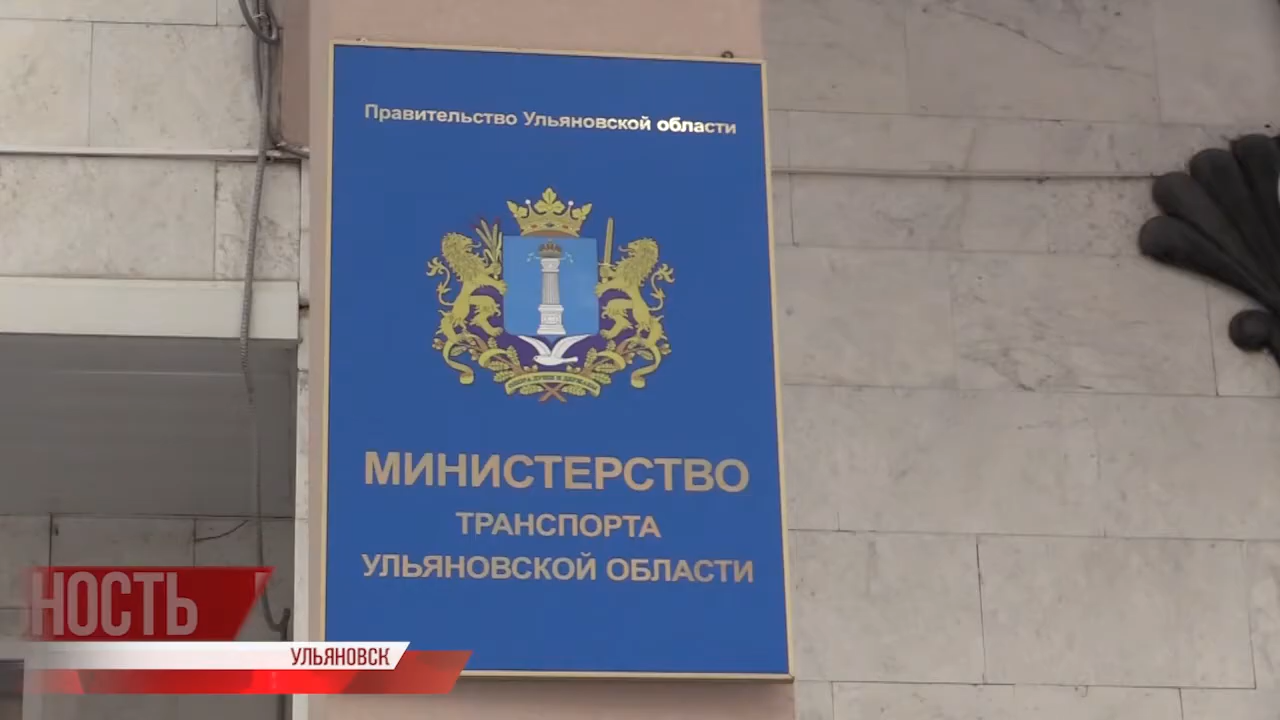 Правительство Ульяновской области
МИНИСТЕРСТВО
ТРАНСПОРТА
УЛЬЯНОВСКОЙ ОБЛАСТИ
НОСТЬ
УЛЬЯНОВСК